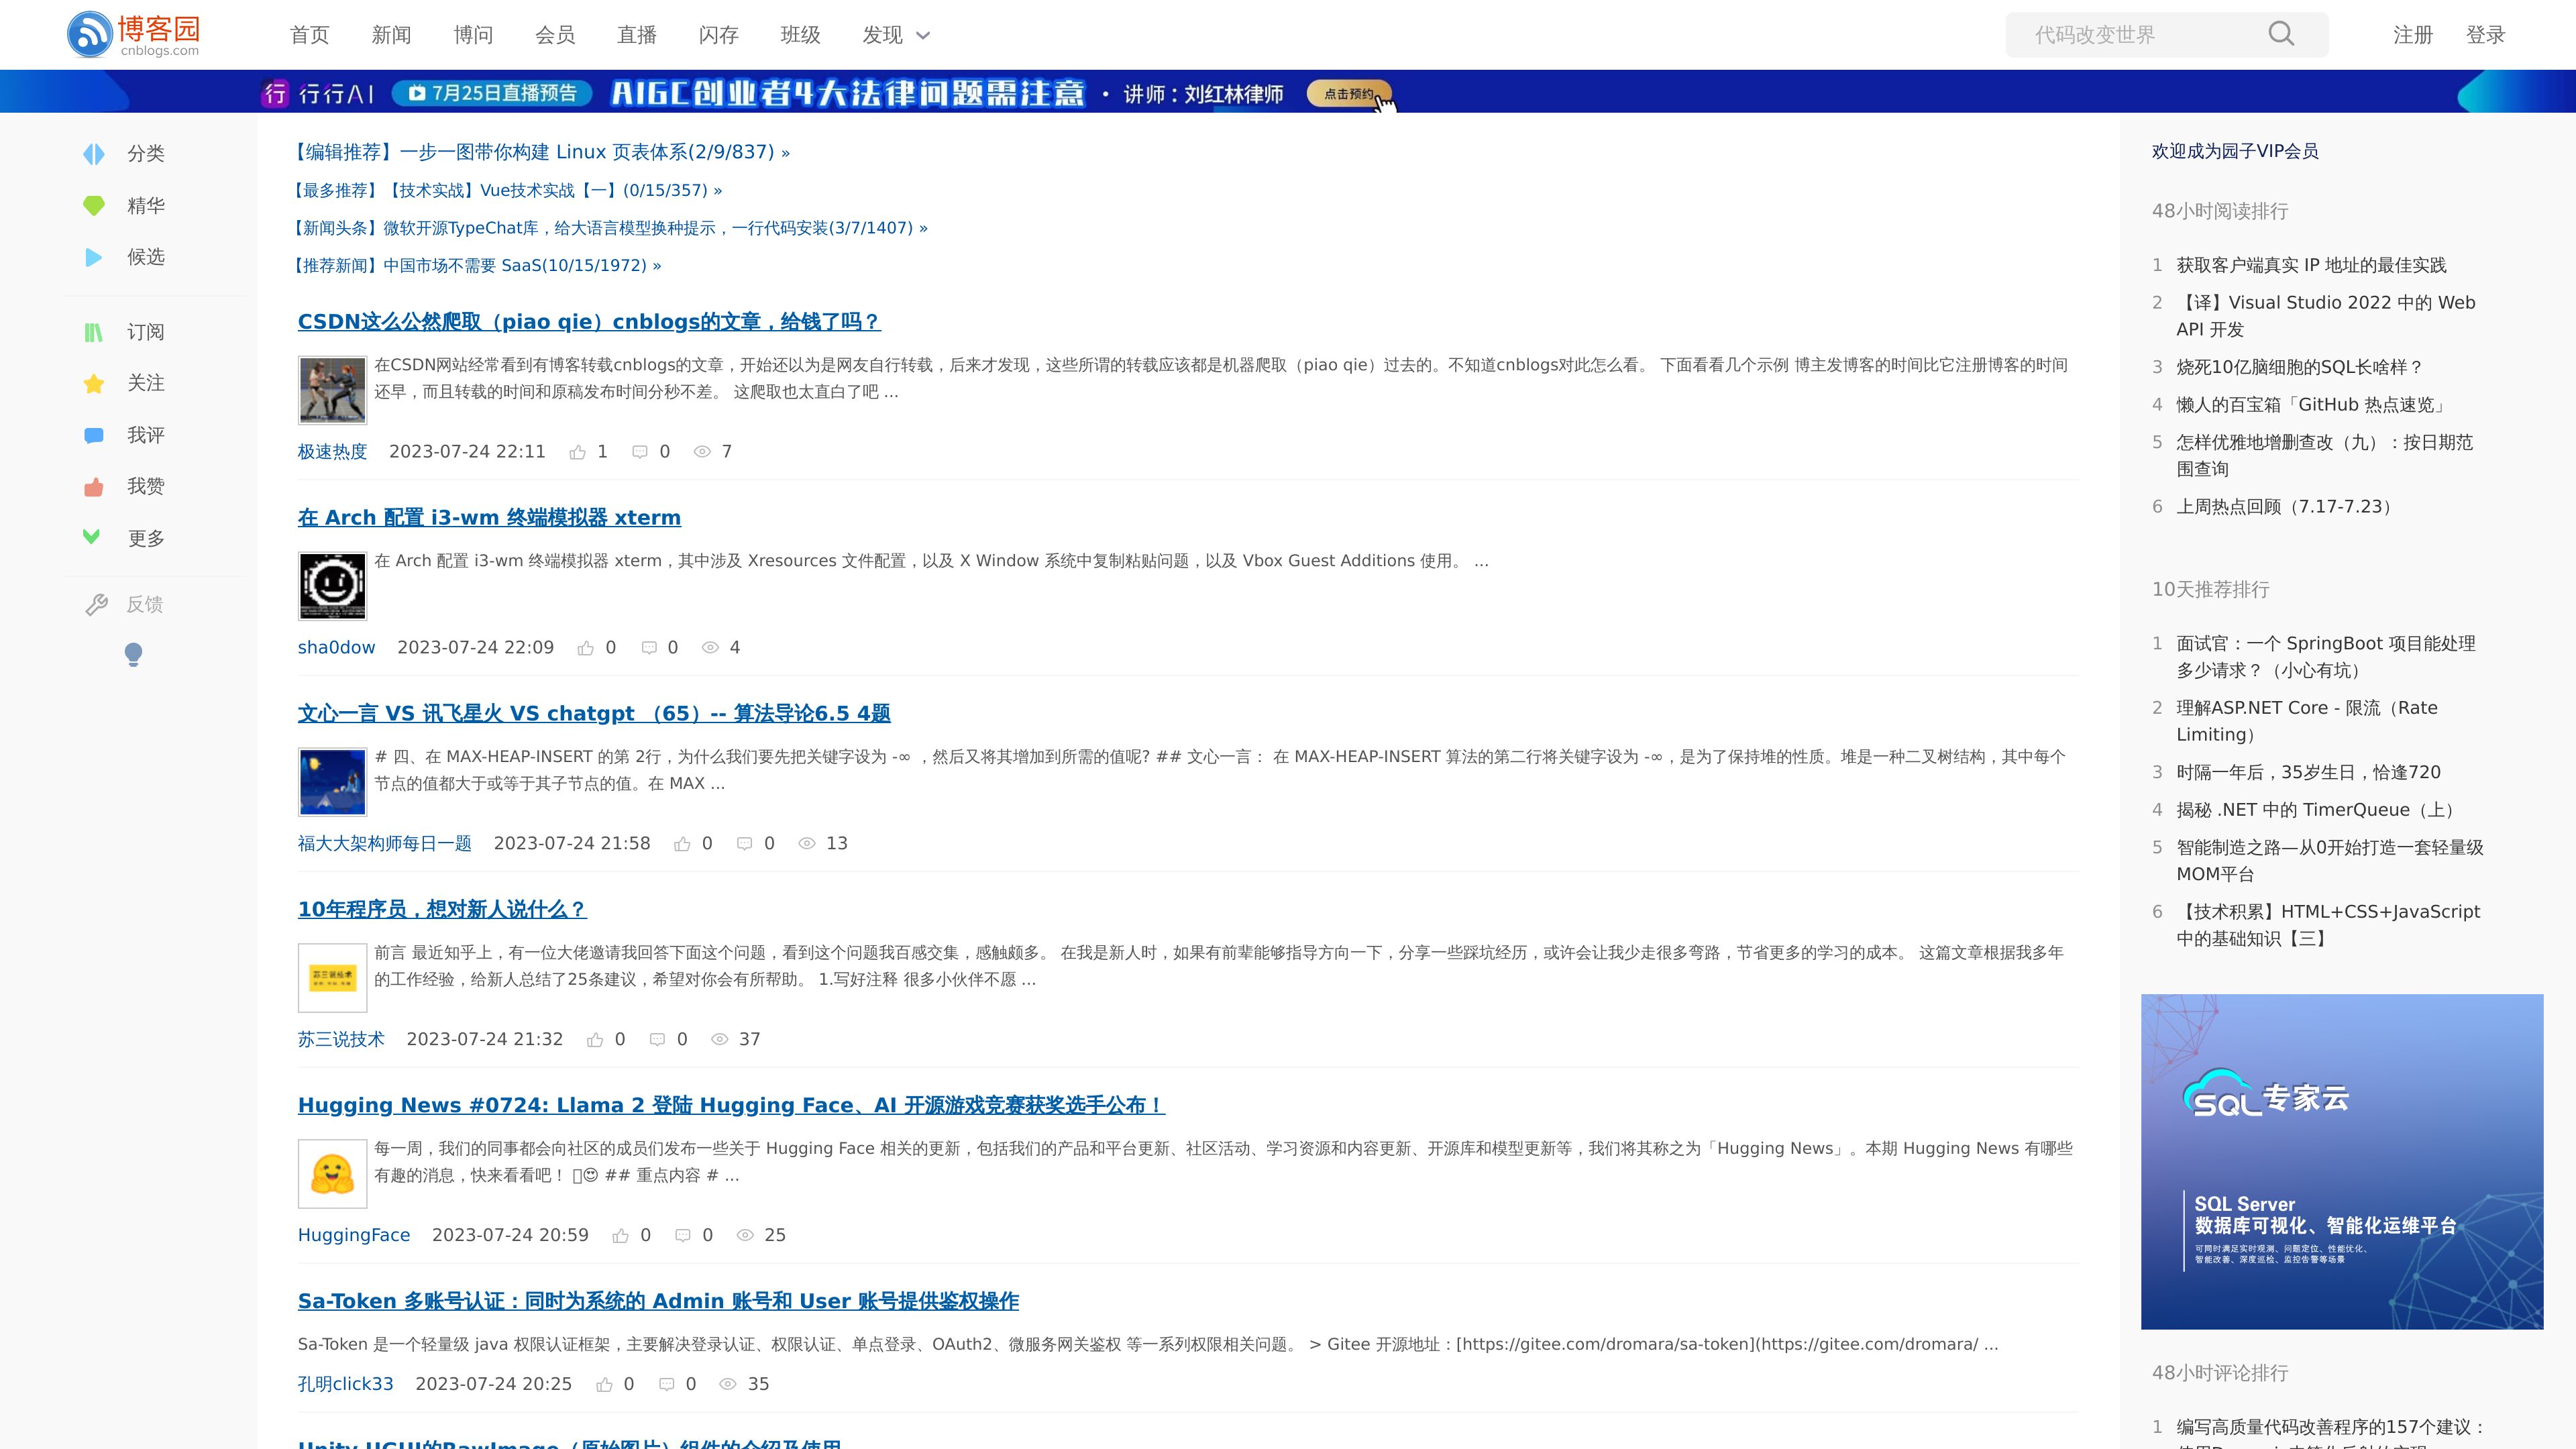 博客园
cnblogs.com
首页 新闻 博问 会员 直播 闪存 班级 发现
代码改变世界
注册 登录
行 行行AI 7月25日直播预告 AIGC创业者4大法律问题需注意 · 讲师：刘红林律师 点击预约
分类
精华
候选
订阅
关注
我评
我赞
更多
反馈
【编辑推荐】一步一图带你构建 Linux 页表体系(2/9/837) »
【最多推荐】【技术实战】Vue技术实战【一】(0/15/357) »
【新闻头条】微软开源TypeChat库，给大语言模型换种提示，一行代码安装(3/7/1407) »
【推荐新闻】中国市场不需要 SaaS(10/15/1972) »
CSDN这么公然爬取（piao qie）cnblogs的文章，给钱了吗？
在CSDN网站经常看到有博客转载cnblogs的文章，开始还以为是网友自行转载，后来才发现，这些所谓的转载应该都是机器爬取（piao qie）过去的。不知道cnblogs对此怎么看。 下面看看几个示例 博主发博客的时间比它注册博客的时间
还早，而且转载的时间和原稿发布时间分秒不差。 这爬取也太直白了吧 ...
极速热度 2023-07-24 22:11 1 0 7
在 Arch 配置 i3-wm 终端模拟器 xterm
在 Arch 配置 i3-wm 终端模拟器 xterm，其中涉及 Xresources 文件配置，以及 X Window 系统中复制粘贴问题，以及 Vbox Guest Additions 使用。 ...
sha0dow 2023-07-24 22:09 0 0 4
文心一言 VS 讯飞星火 VS chatgpt （65）-- 算法导论6.5 4题
# 四、在 MAX-HEAP-INSERT 的第 2行，为什么我们要先把关键字设为 -∞ ，然后又将其增加到所需的值呢? ## 文心一言： 在 MAX-HEAP-INSERT 算法的第二行将关键字设为 -∞，是为了保持堆的性质。堆是一种二叉树结构，其中每个
节点的值都大于或等于其子节点的值。在 MAX ...
福大大架构师每日一题 2023-07-24 21:58 0 0 13
10年程序员，想对新人说什么？
苏三说技术
前言 最近知乎上，有一位大佬邀请我回答下面这个问题，看到这个问题我百感交集，感触颇多。 在我是新人时，如果有前辈能够指导方向一下，分享一些踩坑经历，或许会让我少走很多弯路，节省更多的学习的成本。 这篇文章根据我多年
的工作经验，给新人总结了25条建议，希望对你会有所帮助。 1.写好注释 很多小伙伴不愿 ...
苏三说技术 2023-07-24 21:32 0 0 37
Hugging News #0724: Llama 2 登陆 Hugging Face、AI 开源游戏竞赛获奖选手公布！
每一周，我们的同事都会向社区的成员们发布一些关于 Hugging Face 相关的更新，包括我们的产品和平台更新、社区活动、学习资源和内容更新、开源库和模型更新等，我们将其称之为「Hugging News」。本期 Hugging News 有哪些
有趣的消息，快来看看吧！ 😍 ## 重点内容 # ...
HuggingFace 2023-07-24 20:59 0 0 25
Sa-Token 多账号认证：同时为系统的 Admin 账号和 User 账号提供鉴权操作
Sa-Token 是一个轻量级 java 权限认证框架，主要解决登录认证、权限认证、单点登录、OAuth2、微服务网关鉴权 等一系列权限相关问题。 > Gitee 开源地址：[https://gitee.com/dromara/sa-token](https://gitee.com/dromara/ ...
孔明click33 2023-07-24 20:25 0 0 35
Unity UGUI的RawImage（原始图片）组件的介绍及使用
欢迎成为园子VIP会员
48小时阅读排行
1 获取客户端真实 IP 地址的最佳实践
2 【译】Visual Studio 2022 中的 Web
API 开发
3 烧死10亿脑细胞的SQL长啥样？
4 懒人的百宝箱「GitHub 热点速览」
5 怎样优雅地增删查改（九）：按日期范
围查询
6 上周热点回顾（7.17-7.23）
10天推荐排行
1 面试官：一个 SpringBoot 项目能处理
多少请求？（小心有坑）
2 理解ASP.NET Core - 限流（Rate
Limiting）
3 时隔一年后，35岁生日，恰逢720
4 揭秘 .NET 中的 TimerQueue（上）
5 智能制造之路—从0开始打造一套轻量级
MOM平台
6 【技术积累】HTML+CSS+JavaScript
中的基础知识【三】
SQL专家云
SQL Server
数据库可视化、智能化运维平台
可同时满足实时观测、问题定位、性能优化、
智能改善、深度巡检、监控告警等场景
48小时评论排行
1 编写高质量代码改善程序的157个建议：